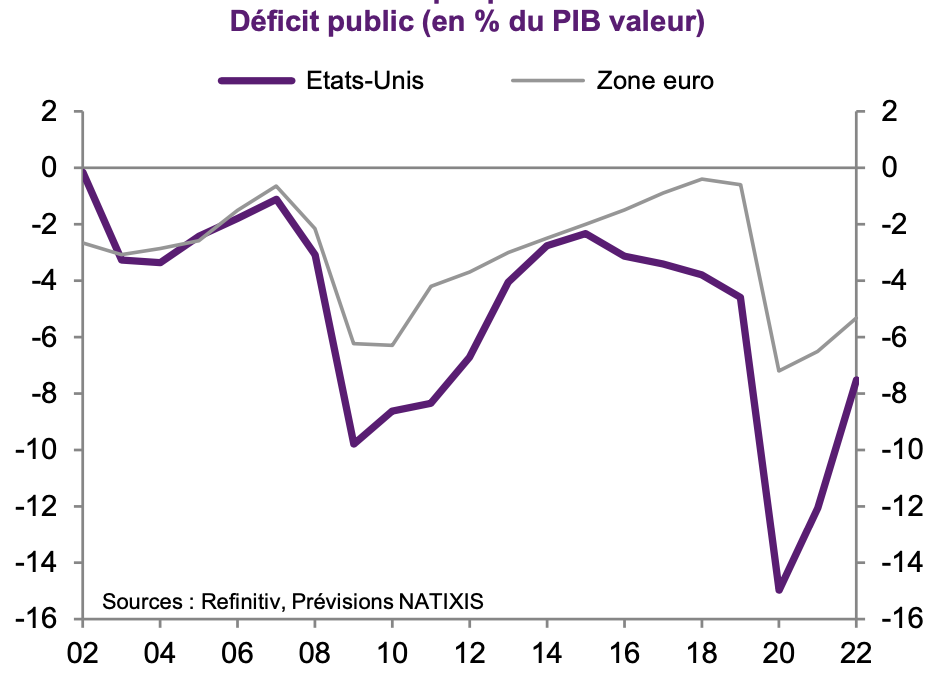 Déficit public (en % du PIB valeur)
Etats-Unis Zone euro
2 2
0 0
-2 -2
-4 -4
-6 -6
-8 -8
-10 -10
-12 -12
-14 -14
Sources : Refinitiv, Prévisions NATIXIS
-16 -16
02 04 06 08 10 12 14 16 18 20 22